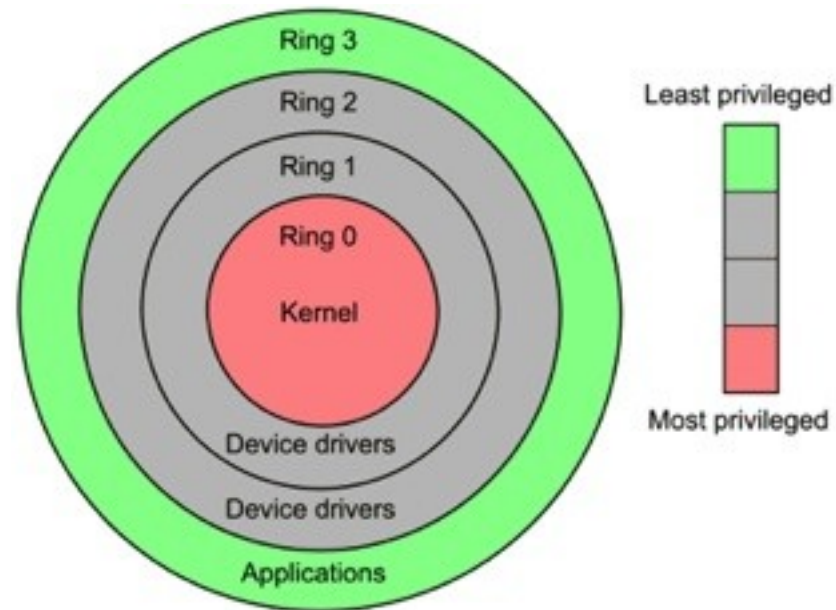 Ring 3
Ring 2
Ring 1
Ring 0
Kernel
Device drivers
Device drivers
Applications
Least privileged
Most privileged